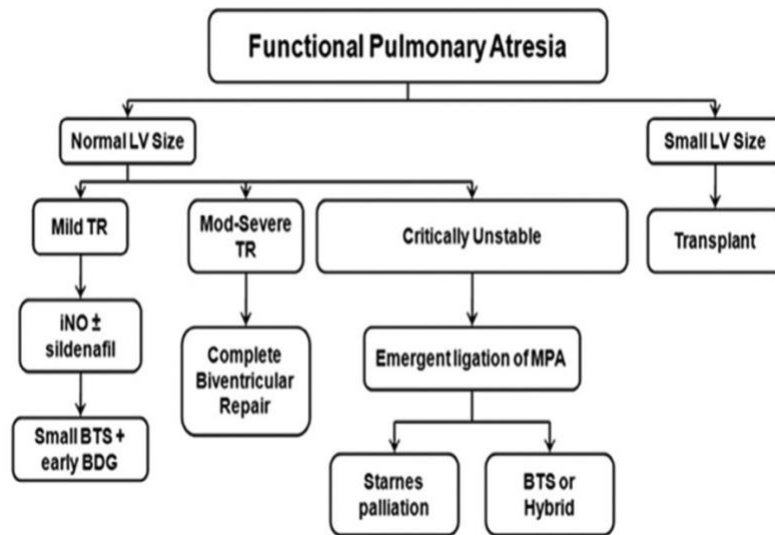 Functional Pulmonary Atresia
Normal LV Size
Small LV Size
Mild TR
Mod-Severe
TR
Critically Unstable
Transplant
iNO ±
sildenafil
Complete
Biventricular
Repair
Emergent ligation of MPA
Small BTS +
early BDG
Starnes
palliation
BTS or
Hybrid